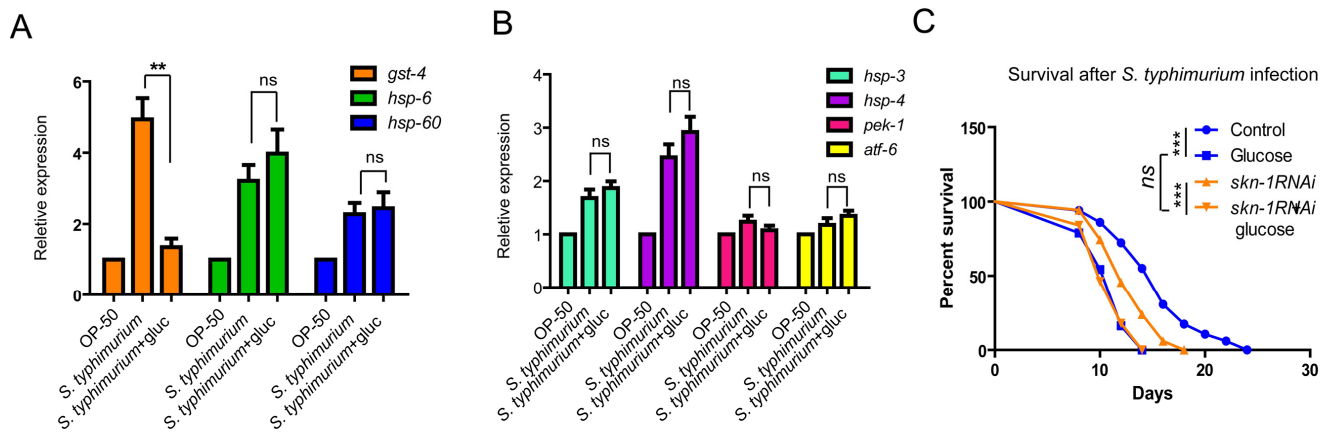 A
Relative expression
6
4
2
0
**
ns
ns
gst-4
hsp-6
hsp-60
OP-50
S. typhimurium
S. typhimurium+gluc
OP-50
S. typhimurium
S. typhimurium+gluc
OP-50
S. typhimurium
S. typhimurium+gluc
B
Relative expression
4
3
2
1
0
ns
ns
ns
ns
hsp-3
hsp-4
pek-1
atf-6
OP-50
S. typhimurium
S. typhimurium+gluc
OP-50
S. typhimurium
S. typhimurium+gluc
OP-50
S. typhimurium
S. typhimurium+gluc
OP-50
S. typhimurium
S. typhimurium+gluc
C
Survival after S. typhimurium infection
Percent survival
150
100
50
0
ns
***
***
Control
Glucose
skn-1RNAi
skn-1RNAi
glucose
0
10
20
30
Days